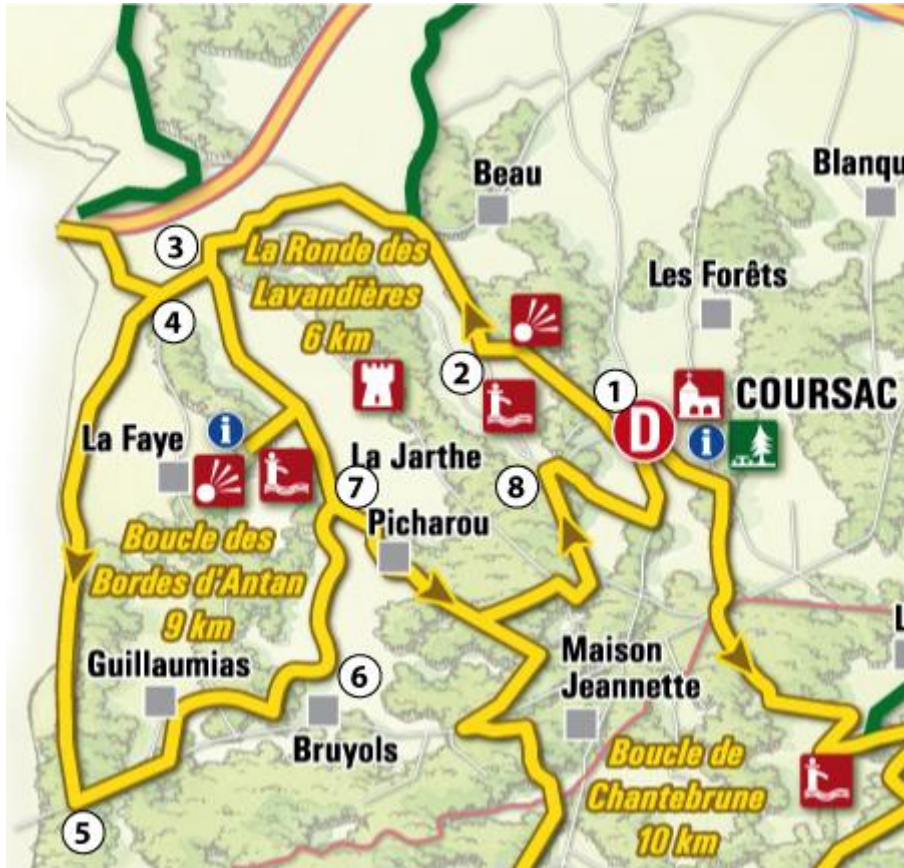 Beau
Blanqu
3
La Ronde des
Lavandières
6 km
Les Forêts
4
2
1
D
i
COURSAC
i
La Faye
La Jarthe
7
8
Picharou
Boucle des
Bordes d'Antan
9 km
Guillaumias
6
Maison
Jeannette
L
Bruyols
Boucle de
Chantebrune
10 km
5